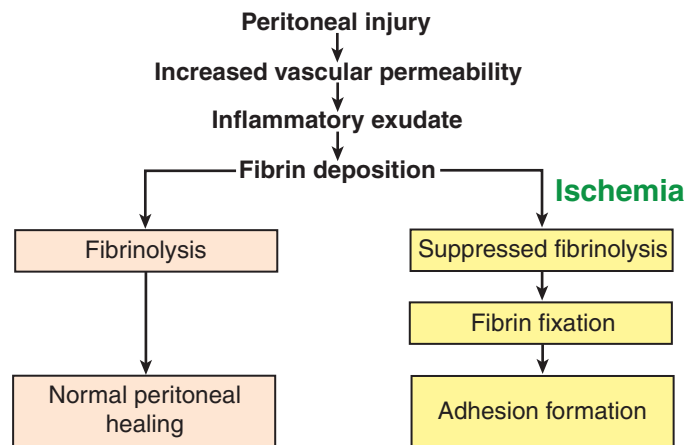 Peritoneal injury
Increased vascular permeability
Inflammatory exudate
Fibrin deposition
Ischemia
Fibrinolysis
Suppressed fibrinolysis
Fibrin fixation
Normal peritoneal
healing
Adhesion formation